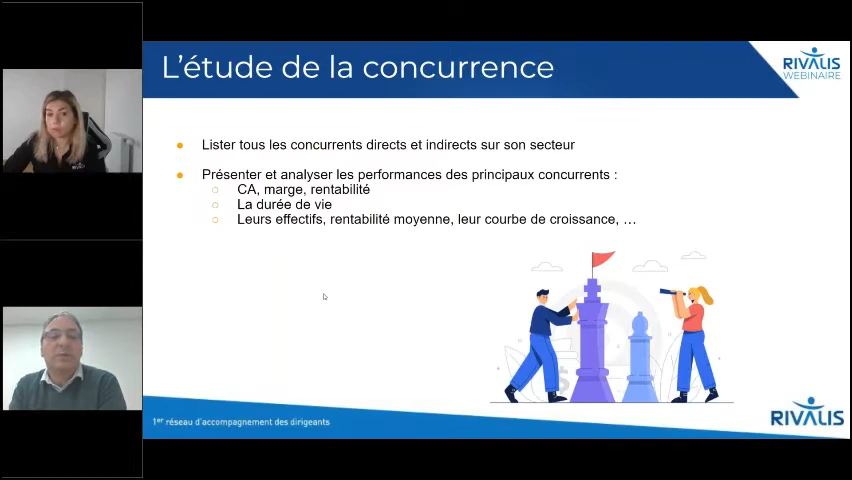 L'étude de la concurrence
RIVALIS
WEBINAIRE
Lister tous les concurrents directs et indirects sur son secteur
Présenter et analyser les performances des principaux concurrents :
CA, marge, rentabilité
La durée de vie
Leurs effectifs, rentabilité moyenne, leur courbe de croissance, …
RIVALIS
$
1er réseau d'accompagnement des dirigeants
RIVALIS